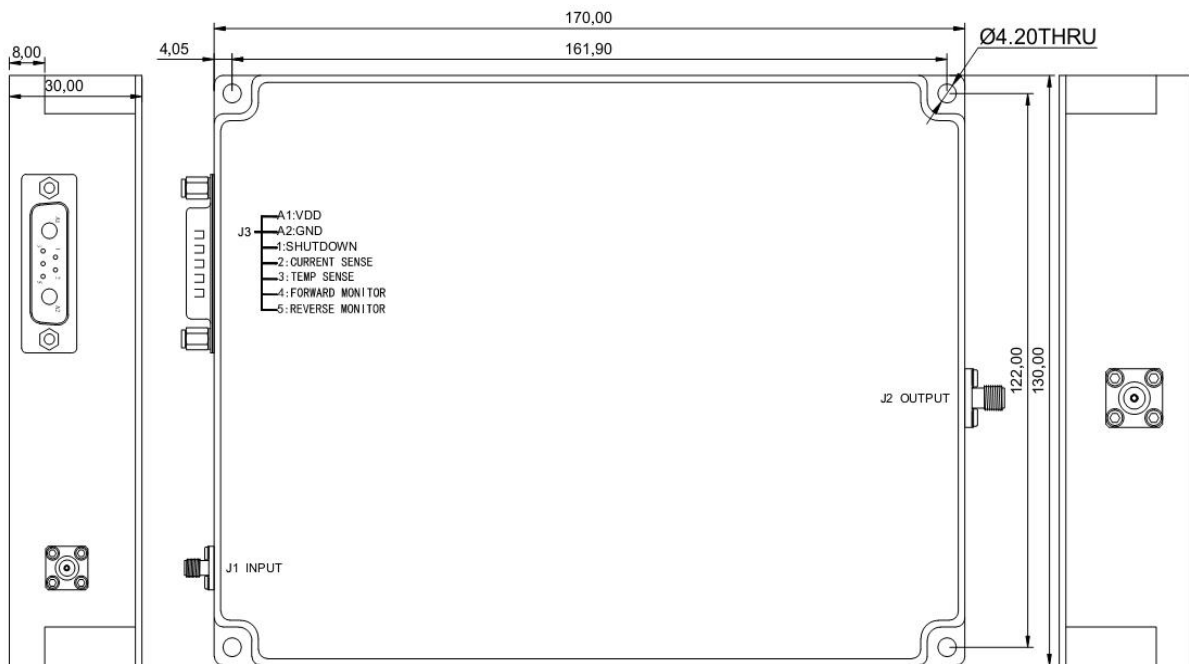 170,00
4,05
161,90
Ø4.20THRU
8,00
30,00
A1:VDD
J3
A2:GND
1:SHUTDOWN
2:CURRENT SENSE
3:TEMP SENSE
4:FORWARD MONITOR
5:REVERSE MONITOR
122,00
130,00
J2 OUTPUT
J1 INPUT